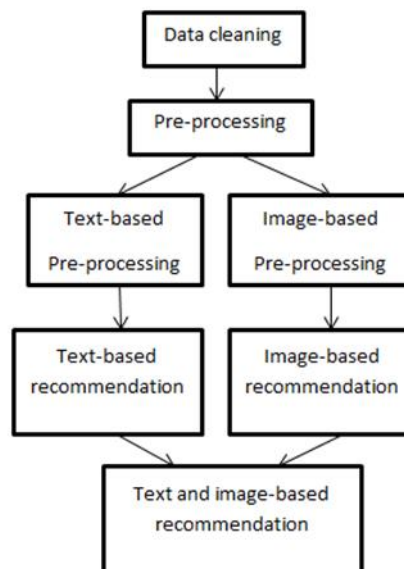 Data cleaning
Pre-processing
Text-based
Pre-processing
Image-based
Pre-processing
Text-based
recommendation
Image-based
recommendation
Text and image-based
recommendation